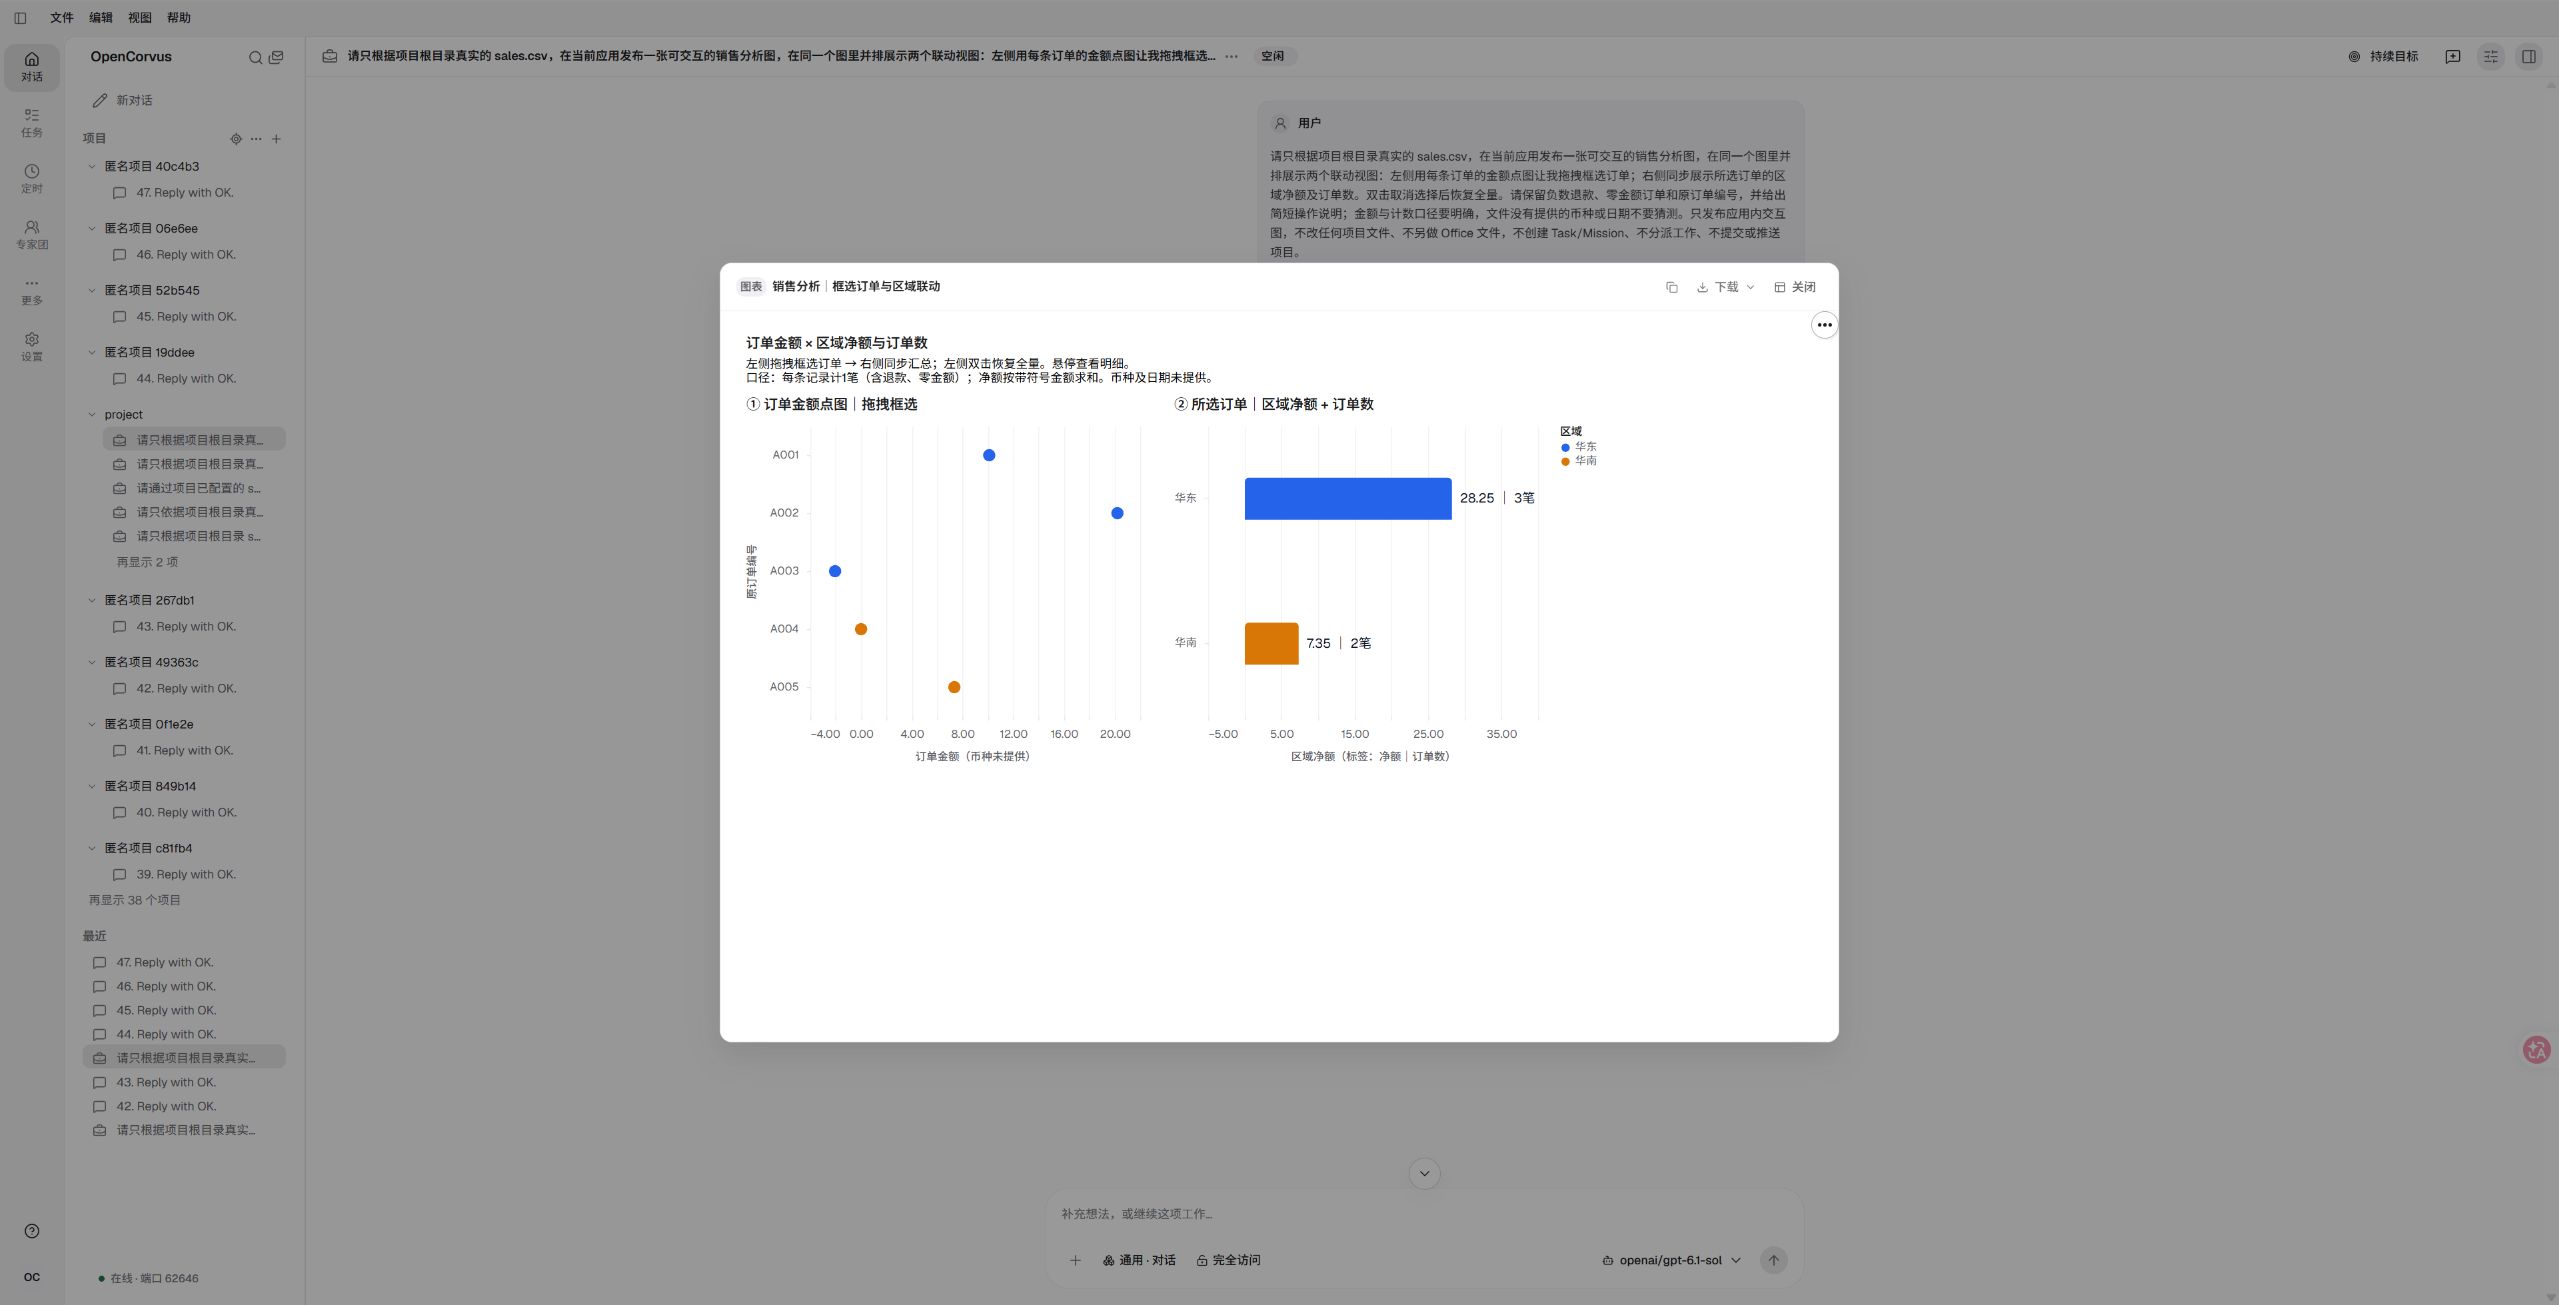 文件 编辑 视图 帮助
对话
任务
定时
专家团
更多
设置
OC
OpenCorvus
新对话
项目
匿名项目 40c4b3
47. Reply with OK.
匿名项目 06e6ee
46. Reply with OK.
匿名项目 52b545
45. Reply with OK.
匿名项目 19ddee
44. Reply with OK.
project
请只根据项目根目录真...
请只根据项目根目录真...
请通过项目已配置的 s...
请只依据项目根目录真...
请只根据项目根目录 s...
再显示 2 项
匿名项目 267db1
43. Reply with OK.
匿名项目 49363c
42. Reply with OK.
匿名项目 0f1e2e
41. Reply with OK.
匿名项目 849b14
40. Reply with OK.
匿名项目 c81fb4
39. Reply with OK.
再显示 38 个项目
最近
47. Reply with OK.
46. Reply with OK.
45. Reply with OK.
44. Reply with OK.
请只根据项目根目录真实...
43. Reply with OK.
42. Reply with OK.
请只根据项目根目录真实...
在线 · 端口 62646
请只根据项目根目录真实的 sales.csv，在当前应用发布一张可交互的销售分析图，在同一个图里并排展示两个联动视图：左侧用每条订单的金额点图让我拖拽框选... 空闲
持续目标
用户
请只根据项目根目录真实的 sales.csv，在当前应用发布一张可交互的销售分析图，在同一个图里并
排展示两个联动视图：左侧用每条订单的金额点图让我拖拽框选订单；右侧同步展示所选订单的区
域净额及订单数。双击取消选择后恢复全量。请保留负数退款、零金额订单和原订单编号，并给出
简短操作说明；金额与计数口径要明确，文件没有提供的币种或日期不要猜测。只发布应用内交互
图，不改任何项目文件、不另做 Office 文件，不创建 Task/Mission、不分派工作、不提交或推送
项目。
图表 销售分析｜框选订单与区域联动
下载 关闭
订单金额 × 区域净额与订单数
左侧拖拽框选订单 → 右侧同步汇总；左侧双击恢复全量。悬停查看明细。
口径：每条记录计1笔（含退款、零金额）；净额按带符号金额求和。币种及日期未提供。
① 订单金额点图｜拖拽框选
原订单编号
A001
A002
A003
A004
A005
−4.00 0.00 4.00 8.00 12.00 16.00 20.00
订单金额（币种未提供）
② 所选订单｜区域净额 + 订单数
华东
28.25 ｜ 3笔
华南
7.35 ｜ 2笔
−5.00 5.00 15.00 25.00 35.00
区域净额（标签：净额｜订单数）
区域
华东
华南
补充想法，或继续这项工作...
通用 · 对话 完全访问
openai/gpt-6.1-sol